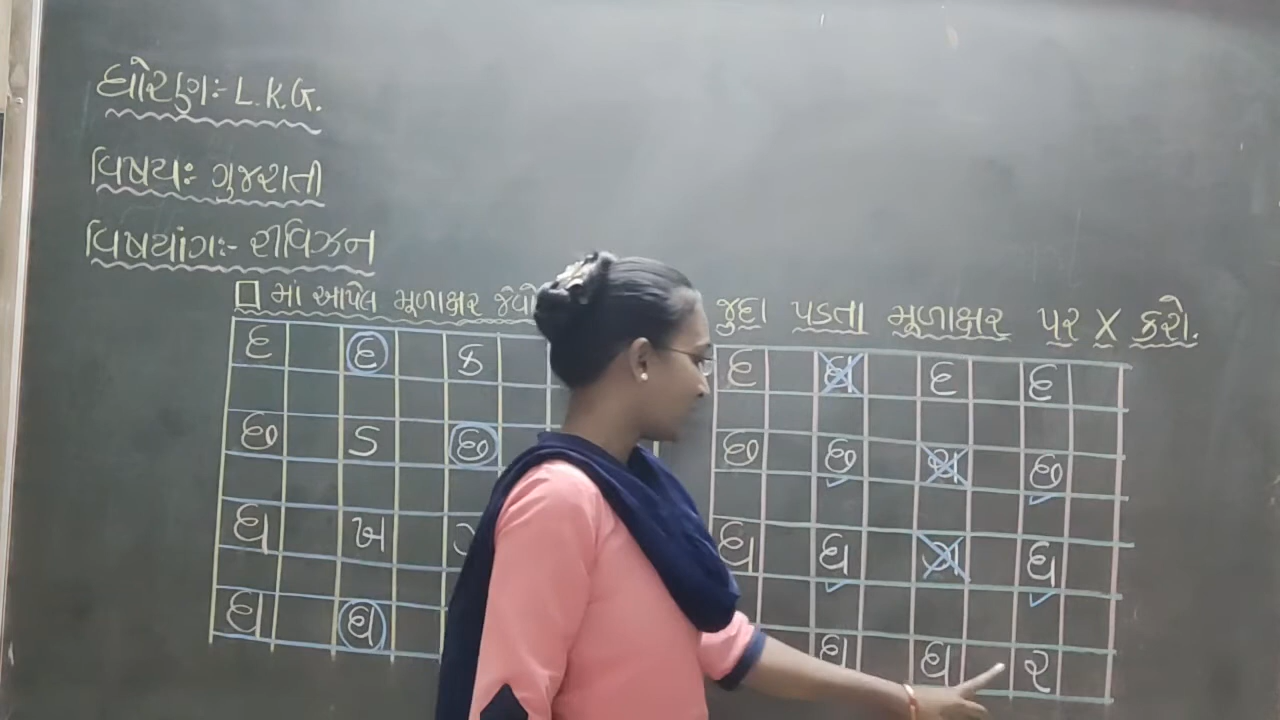 ધોરણઃ- L.K.G.
વિષયઃ ગુજરાતી
વિષયાંગઃ- રીવિઝન
માં આપેલ મૂળાક્ષર જેવો
જુદા પડતા મૂળાક્ષર પર X કરો.
દ દ ક
છ ડ છ
ઘ ખ
ઘ ઘ
દ દ દ
છ છ છ
ઘ ઘ ઘ
ઘ ઘ ર